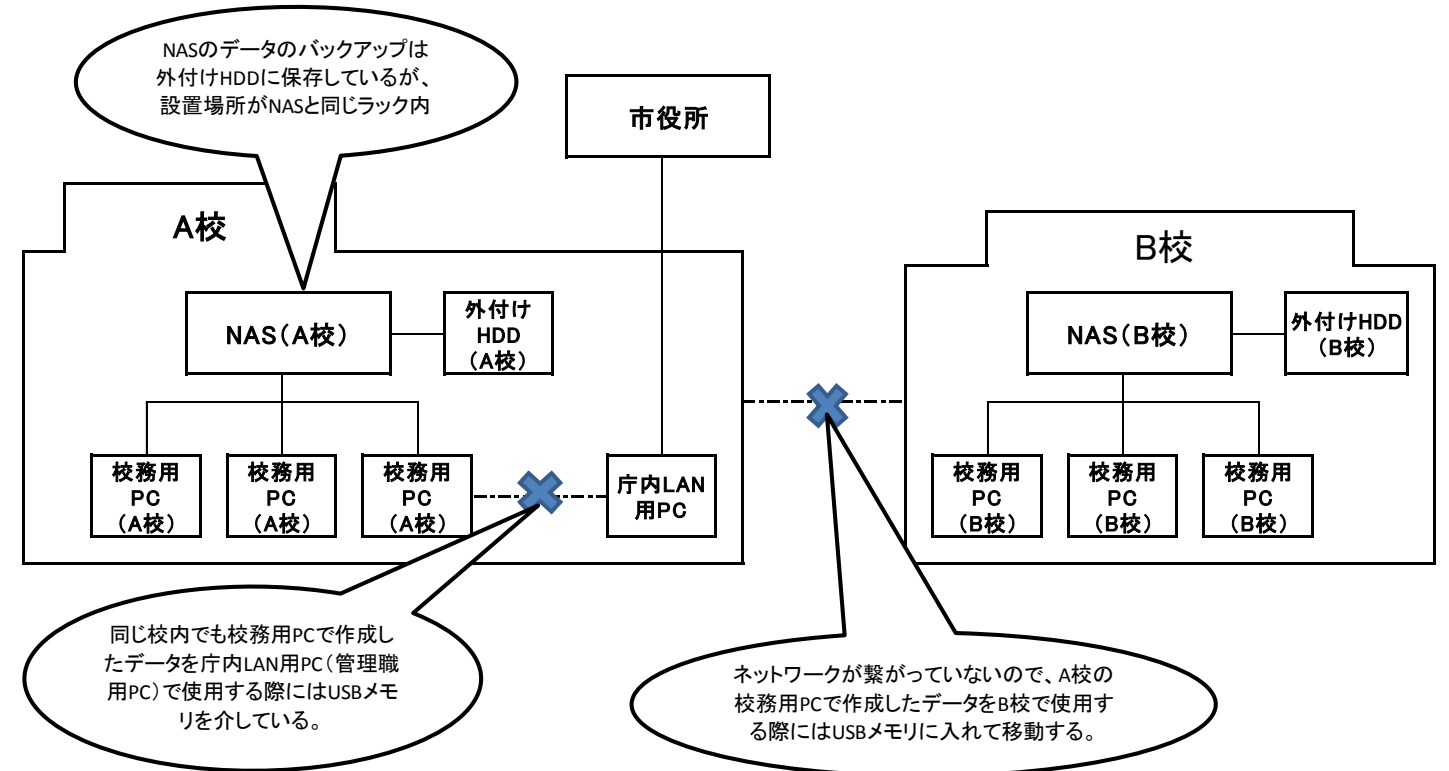 NASのデータのバックアップは
外付けHDDに保存しているが、
設置場所がNASと同じラック内
市役所
A校
B校
NAS(A校)
外付け
HDD
(A校)
NAS(B校)
外付けHDD
(B校)
校務用
PC
(A校)
校務用
PC
(A校)
校務用
PC
(A校)
庁内LAN
用PC
校務用
PC
(B校)
校務用
PC
(B校)
校務用
PC
(B校)
同じ校内でも校務用PCで作成し
たデータを庁内LAN用PC(管理職
用PC)で使用する際にはUSBメモ
リを介している。
ネットワークが繋がっていないので、A校の
校務用PCで作成したデータをB校で使用す
る際にはUSBメモリに入れて移動する。